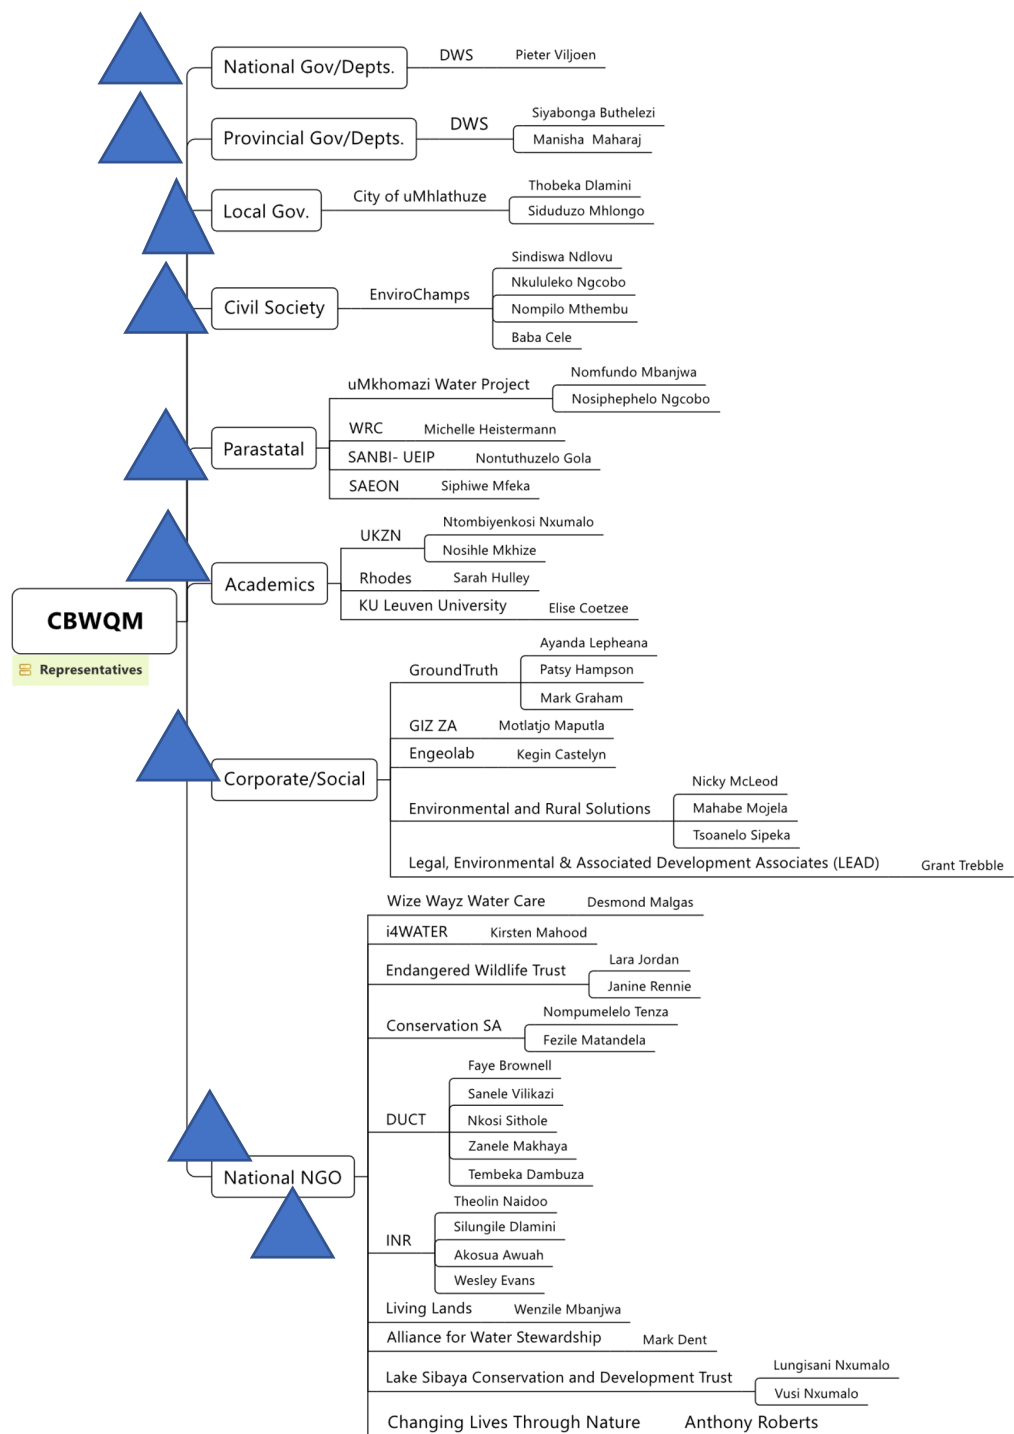 National Gov/Depts. DWS Pieter Viljoen
Provincial Gov/Depts. DWS Siyabonga Buthelezi
Manisha Maharaj
Local Gov. City of uMhlathuze Thobeka Dlamini
Siduduzo Mhlongo
Civil Society EnviroChamps Sindiswa Ndlovu
Nkululeko Ngcobo
Nompilo Mthembu
Baba Cele
Parastatal uMkhomazi Water Project Nomfundo Mbanjwa
Nosiphephelo Ngcobo
WRC Michelle Heistermann
SANBI- UEIP Nontuthuzelo Gola
SAEON Siphiwe Mfeka
Academics UKZN Ntombiyenkosi Nxumalo
Nosihle Mkhize
Rhodes Sarah Hulley
KU Leuven University Elise Coetzee
CBWQM
Representatives
Corporate/Social GroundTruth Ayanda Lepheana
Patsy Hampson
Mark Graham
GIZ ZA Motlatjo Maputla
Engeolab Kegin Castelyn
Environmental and Rural Solutions Nicky McLeod
Mahabe Mojela
Tsoanelo Sipeka
Legal, Environmental & Associated Development Associates (LEAD) Grant Trebble
National NGO Wize Wayz Water Care Desmond Malgas
i4WATER Kirsten Mahood
Endangered Wildlife Trust Lara Jordan
Janine Rennie
Conservation SA Nompumelelo Tenza
Fezile Matandela
DUCT Faye Brownell
Sanele Vilikazi
Nkosi Sithole
Zanele Makhaya
Tembeka Dambuza
INR Theolin Naidoo
Silungile Dlamini
Akosua Awuah
Wesley Evans
Living Lands Wenzile Mbanjwa
Alliance for Water Stewardship Mark Dent
Lake Sibaya Conservation and Development Trust Lungisani Nxumalo
Vusi Nxumalo
Changing Lives Through Nature Anthony Roberts